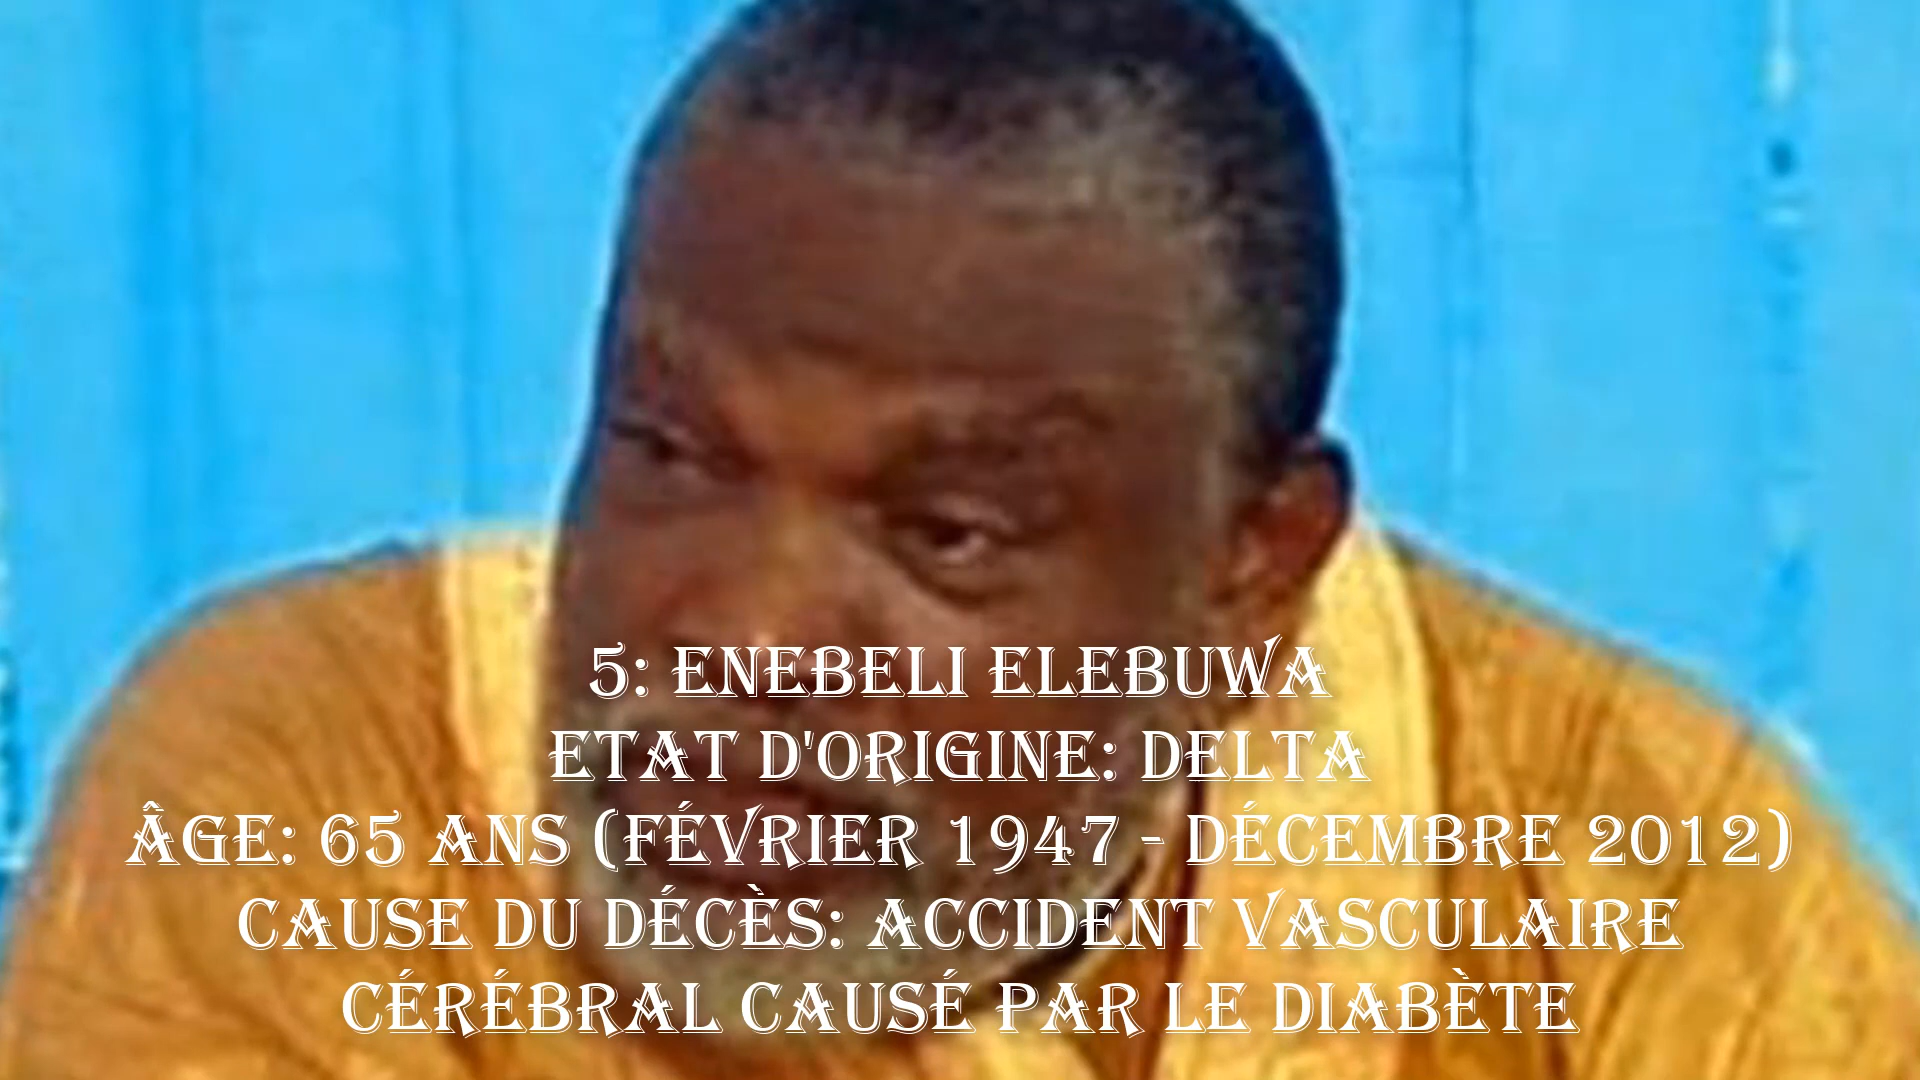 5: ENEBELI ELEBUWA
ETAT D'ORIGINE: DELTA
ÂGE: 65 ANS (FÉVRIER 1947 - DÉCEMBRE 2012)
CAUSE DU DÉCÈS: ACCIDENT VASCULAIRE
CÉRÉBRAL CAUSÉ PAR LE DIABÈTE